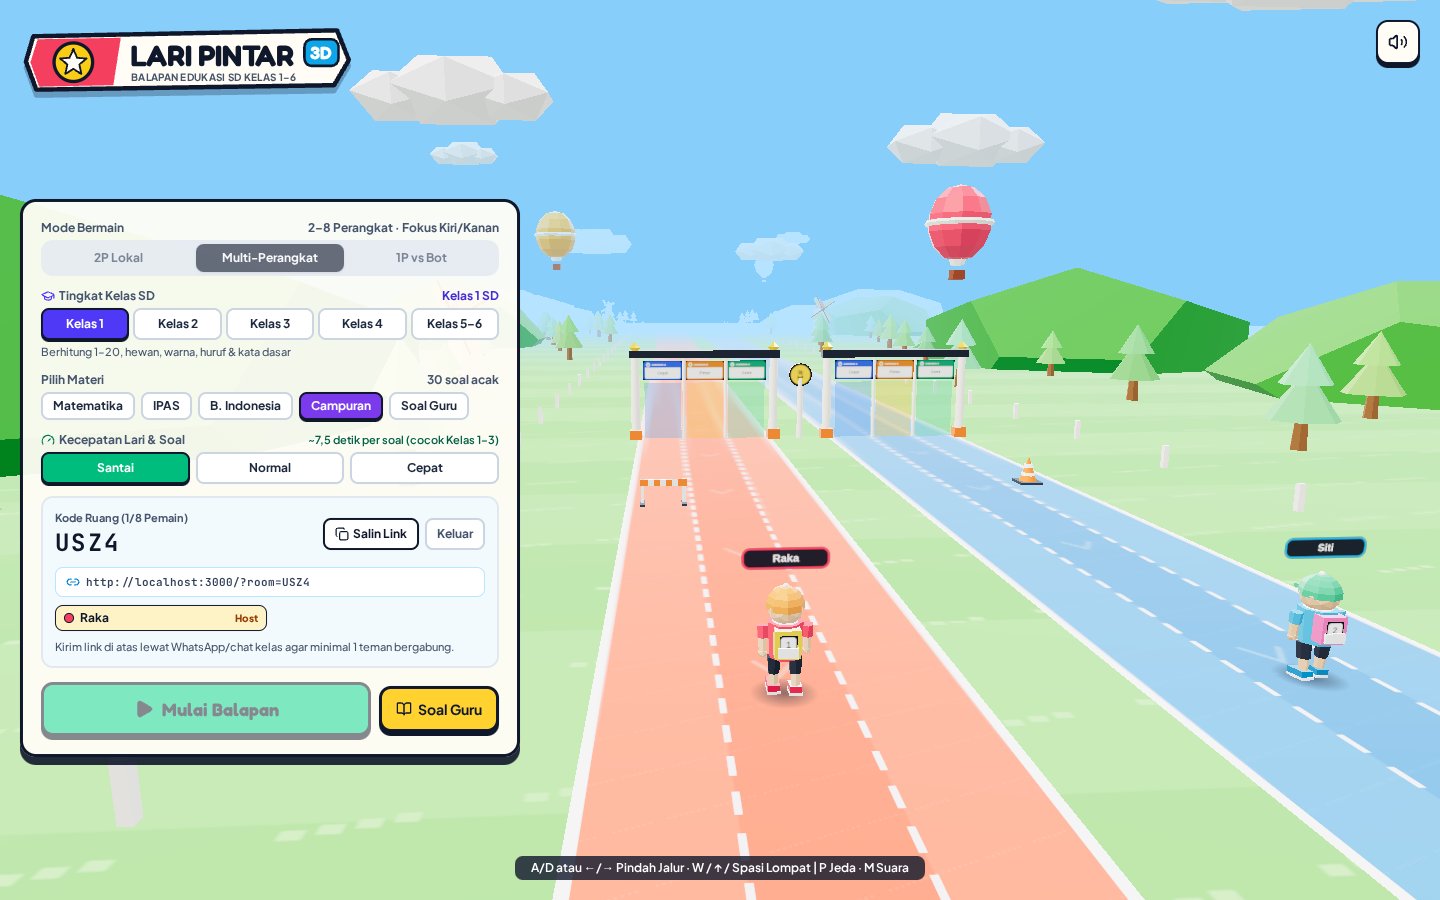 LARI PINTAR 3D
BALAPAN EDUKASI SD KELAS 1–6
Mode Bermain
2–8 Perangkat · Fokus Kiri/Kanan
2P Lokal
Multi-Perangkat
1P vs Bot
Tingkat Kelas SD
Kelas 1 SD
Kelas 1
Kelas 2
Kelas 3
Kelas 4
Kelas 5–6
Berhitung 1–20, hewan, warna, huruf & kata dasar
Pilih Materi
30 soal acak
Matematika
IPAS
B. Indonesia
Campuran
Soal Guru
Kecepatan Lari & Soal
~7,5 detik per soal (cocok Kelas 1–3)
Santai
Normal
Cepat
Kode Ruang (1/8 Pemain)
USZ4
Salin Link
Keluar
http://localhost:3000/?room=USZ4
Raka
Host
Kirim link di atas lewat WhatsApp/chat kelas agar minimal 1 teman bergabung.
Mulai Balapan
Soal Guru
Raka
1
Siti
2
A/D atau ←/→ Pindah Jalur · W / ↑ / Spasi Lompat | P Jeda · M Suara